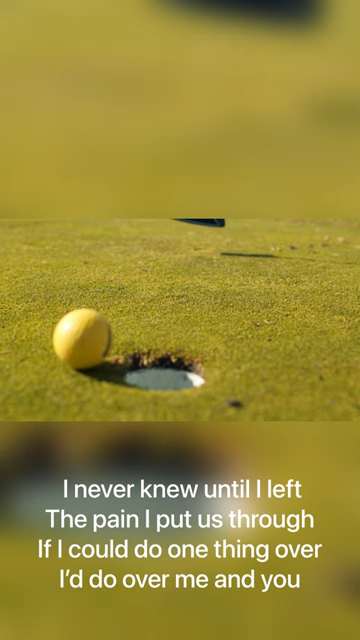 I never knew until I left
The pain I put us through
If I could do one thing over
I'd do over me and you